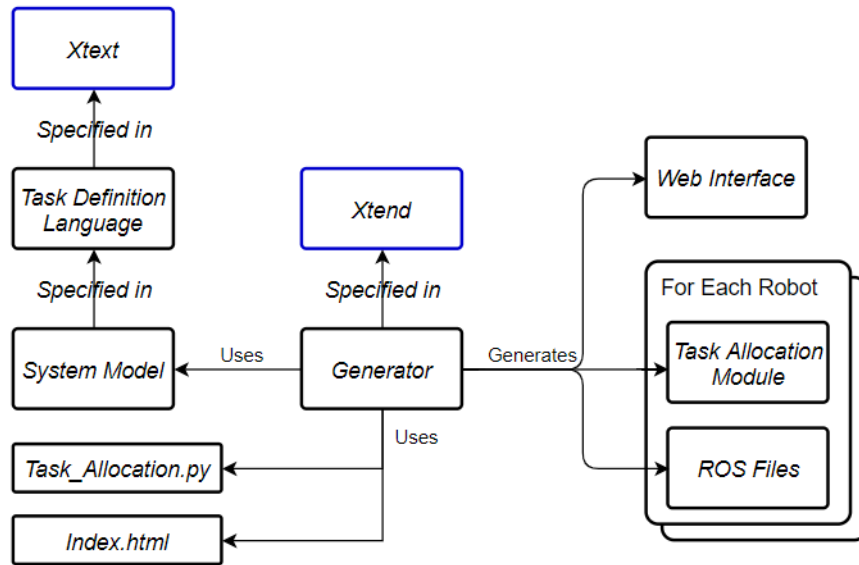 Xtext
Specified in
Task Definition
Language
Specified in
System Model
Uses
Task_Allocation.py
Index.html
Xtend
Specified in
Generator
Uses
Generates
Web Interface
For Each Robot
Task Allocation
Module
ROS Files